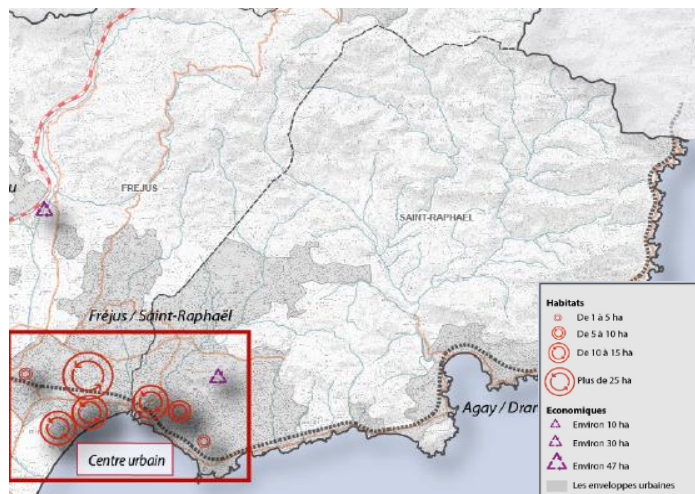 FREJUS
SAINT-RAPHAEL
Fréjus / Saint-Raphaël
Agay / Drar
Centre urbain
Habitats
De 1 à 5 ha
De 5 à 10 ha
De 10 à 15 ha
Plus de 25 ha
Economiques
Environ 10 ha
Environ 30 ha
Environ 47 ha
Les enveloppes urbaines